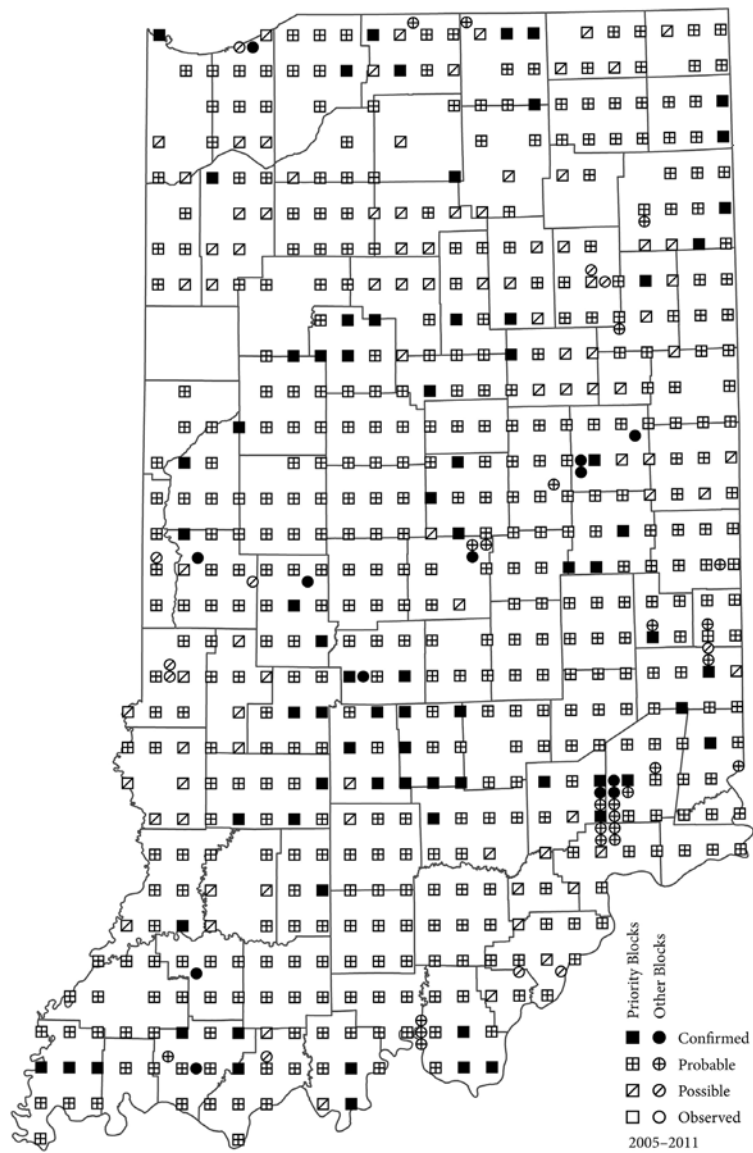 Priority Blocks
Other Blocks
Confirmed
Probable
Possible
Observed
2005–2011